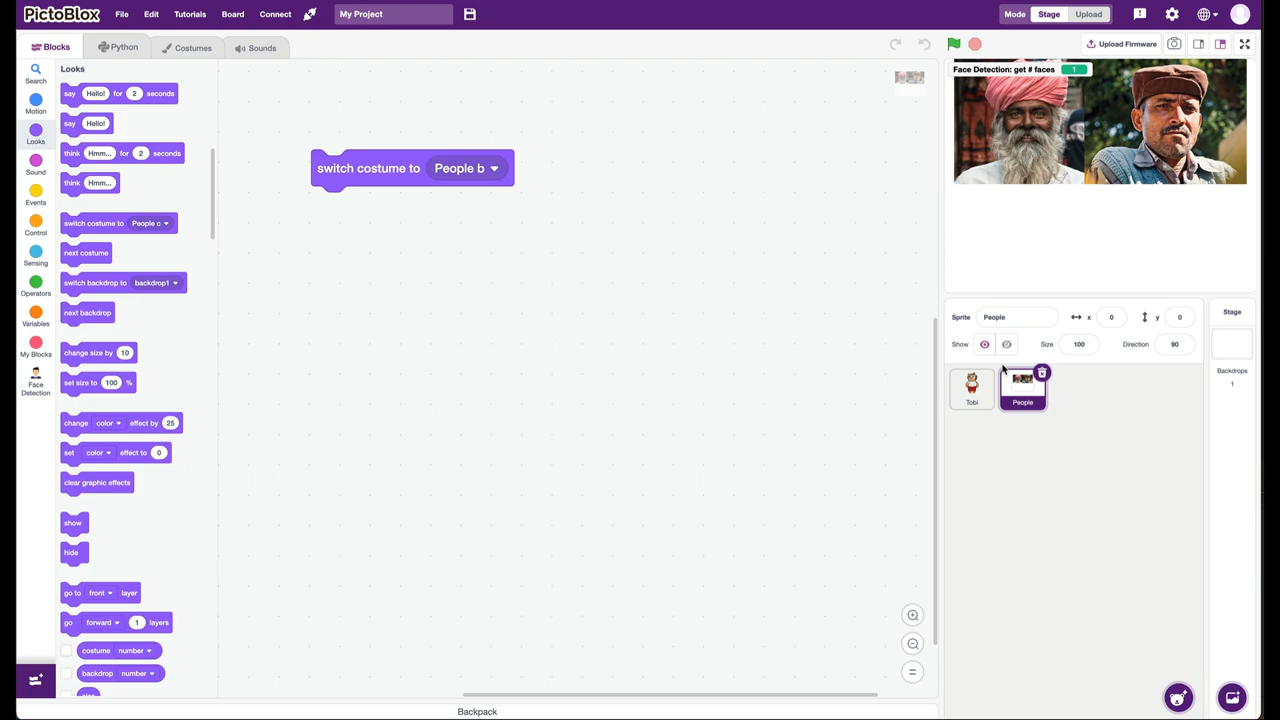 PictoBlox File Edit Tutorials Board Connect My Project Mode Stage Upload
Blocks Python Costumes Sounds Upload Firmware
Search
Motion
Looks
Sound
Events
Control
Sensing
Operators
Variables
My Blocks
Face
Detection
Looks
say Hello! for 2 seconds
say Hello!
think Hmm... for 2 seconds
think Hmm...
switch costume to People c
next costume
switch backdrop to backdrop1
next backdrop
change size by 10
set size to 100 %
change color effect by 25
set color effect to 0
clear graphic effects
show
hide
go to front layer
go forward 1 layers
costume number
backdrop number
switch costume to People b
Face Detection: get # faces 1
Sprite People x 0 y 0
Show Size 100 Direction 90
Tobi
People
Stage
Backdrops
1
Backpack